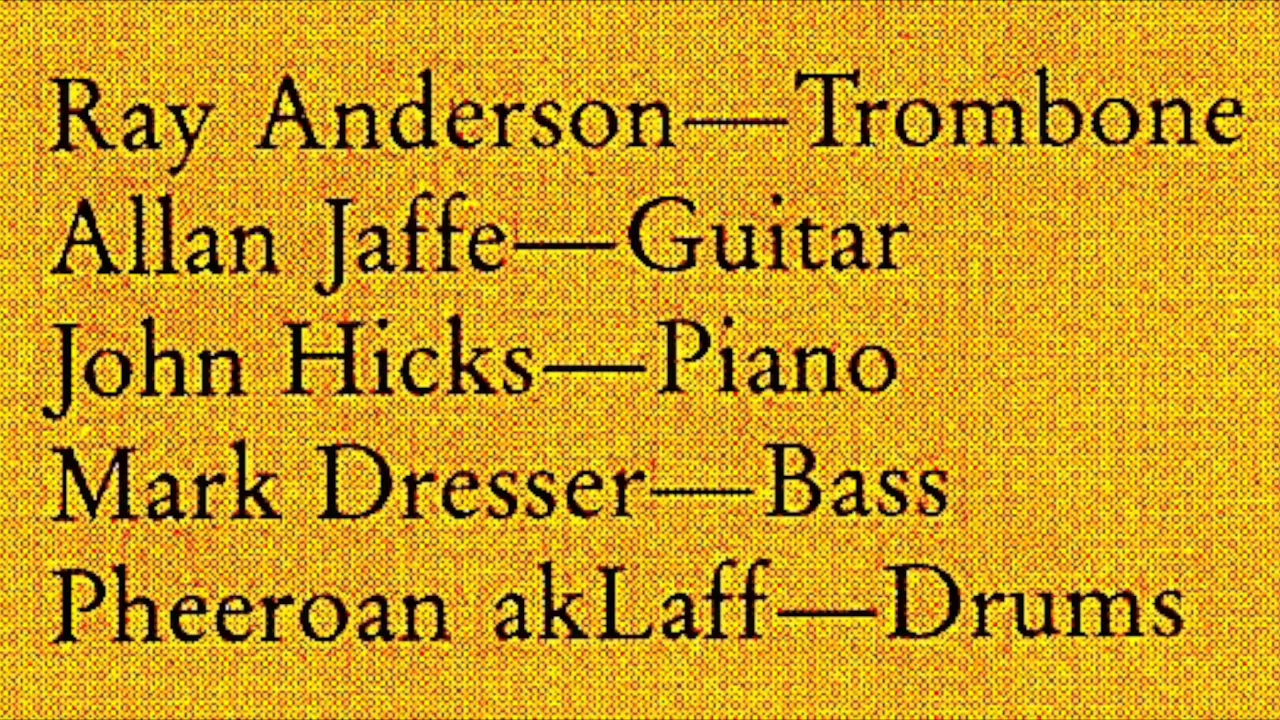 Ray Anderson—Trombone
Allan Jaffe—Guitar
John Hicks—Piano
Mark Dresser—Bass
Pheeroan akLaff—Drums